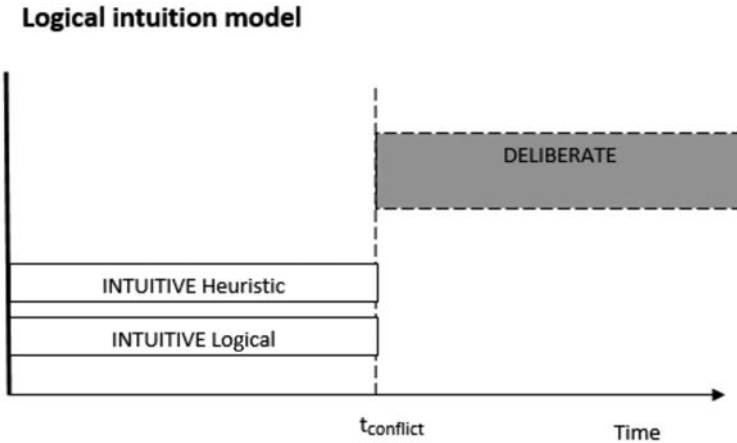 Logical intuition model
DELIBERATE
INTUITIVE Heuristic
INTUITIVE Logical
tconflict
Time